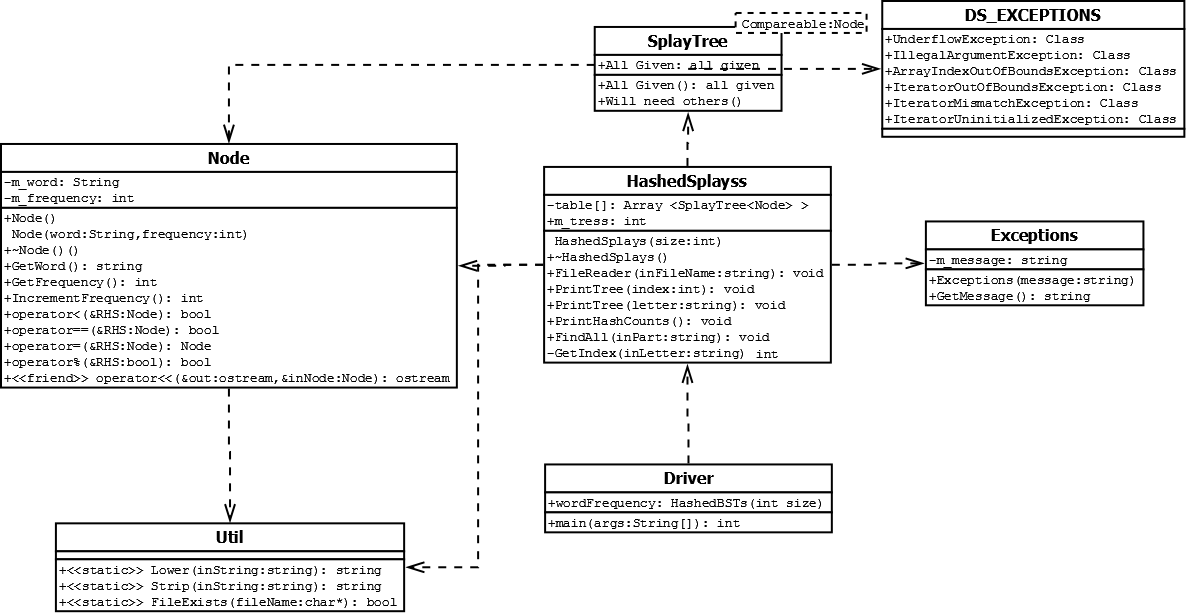 Compareable:Node
SplayTree
+All Given: all given
+All Given(): all given
+Will need others()
DS_EXCEPTIONS
+UnderflowException: Class
+IllegalArgumentException: Class
+ArrayIndexOutOfBoundsException: Class
+IteratorOutOfBoundsException: Class
+IteratorMismatchException: Class
+IteratorUninitializedException: Class
Node
-m_word: String
-m_frequency: int
+Node()
Node(word:String,frequency:int)
+~Node()()
+GetWord(): string
+GetFrequency(): int
+IncrementFrequency(): int
+operator<(&RHS:Node): bool
+operator==(&RHS:Node): bool
+operator=(&RHS:Node): Node
+operator%(&RHS:bool): bool
+<<friend>> operator<<(&out:ostream,&inNode:Node): ostream
HashedSplayss
-table[]: Array <SplayTree<Node> >
+m_tress: int
HashedSplays(size:int)
+~HashedSplays()
+FileReader(inFileName:string): void
+PrintTree(index:int): void
+PrintTree(letter:string): void
+PrintHashCounts(): void
+FindAll(inPart:string): void
-GetIndex(inLetter:string) int
Exceptions
-m_message: string
+Exceptions(message:string)
+GetMessage(): string
Driver
+wordFrequency: HashedBSTs(int size)
+main(args:String[]): int
Util
+<<static>> Lower(inString:string): string
+<<static>> Strip(inString:string): string
+<<static>> FileExists(fileName:char*): bool